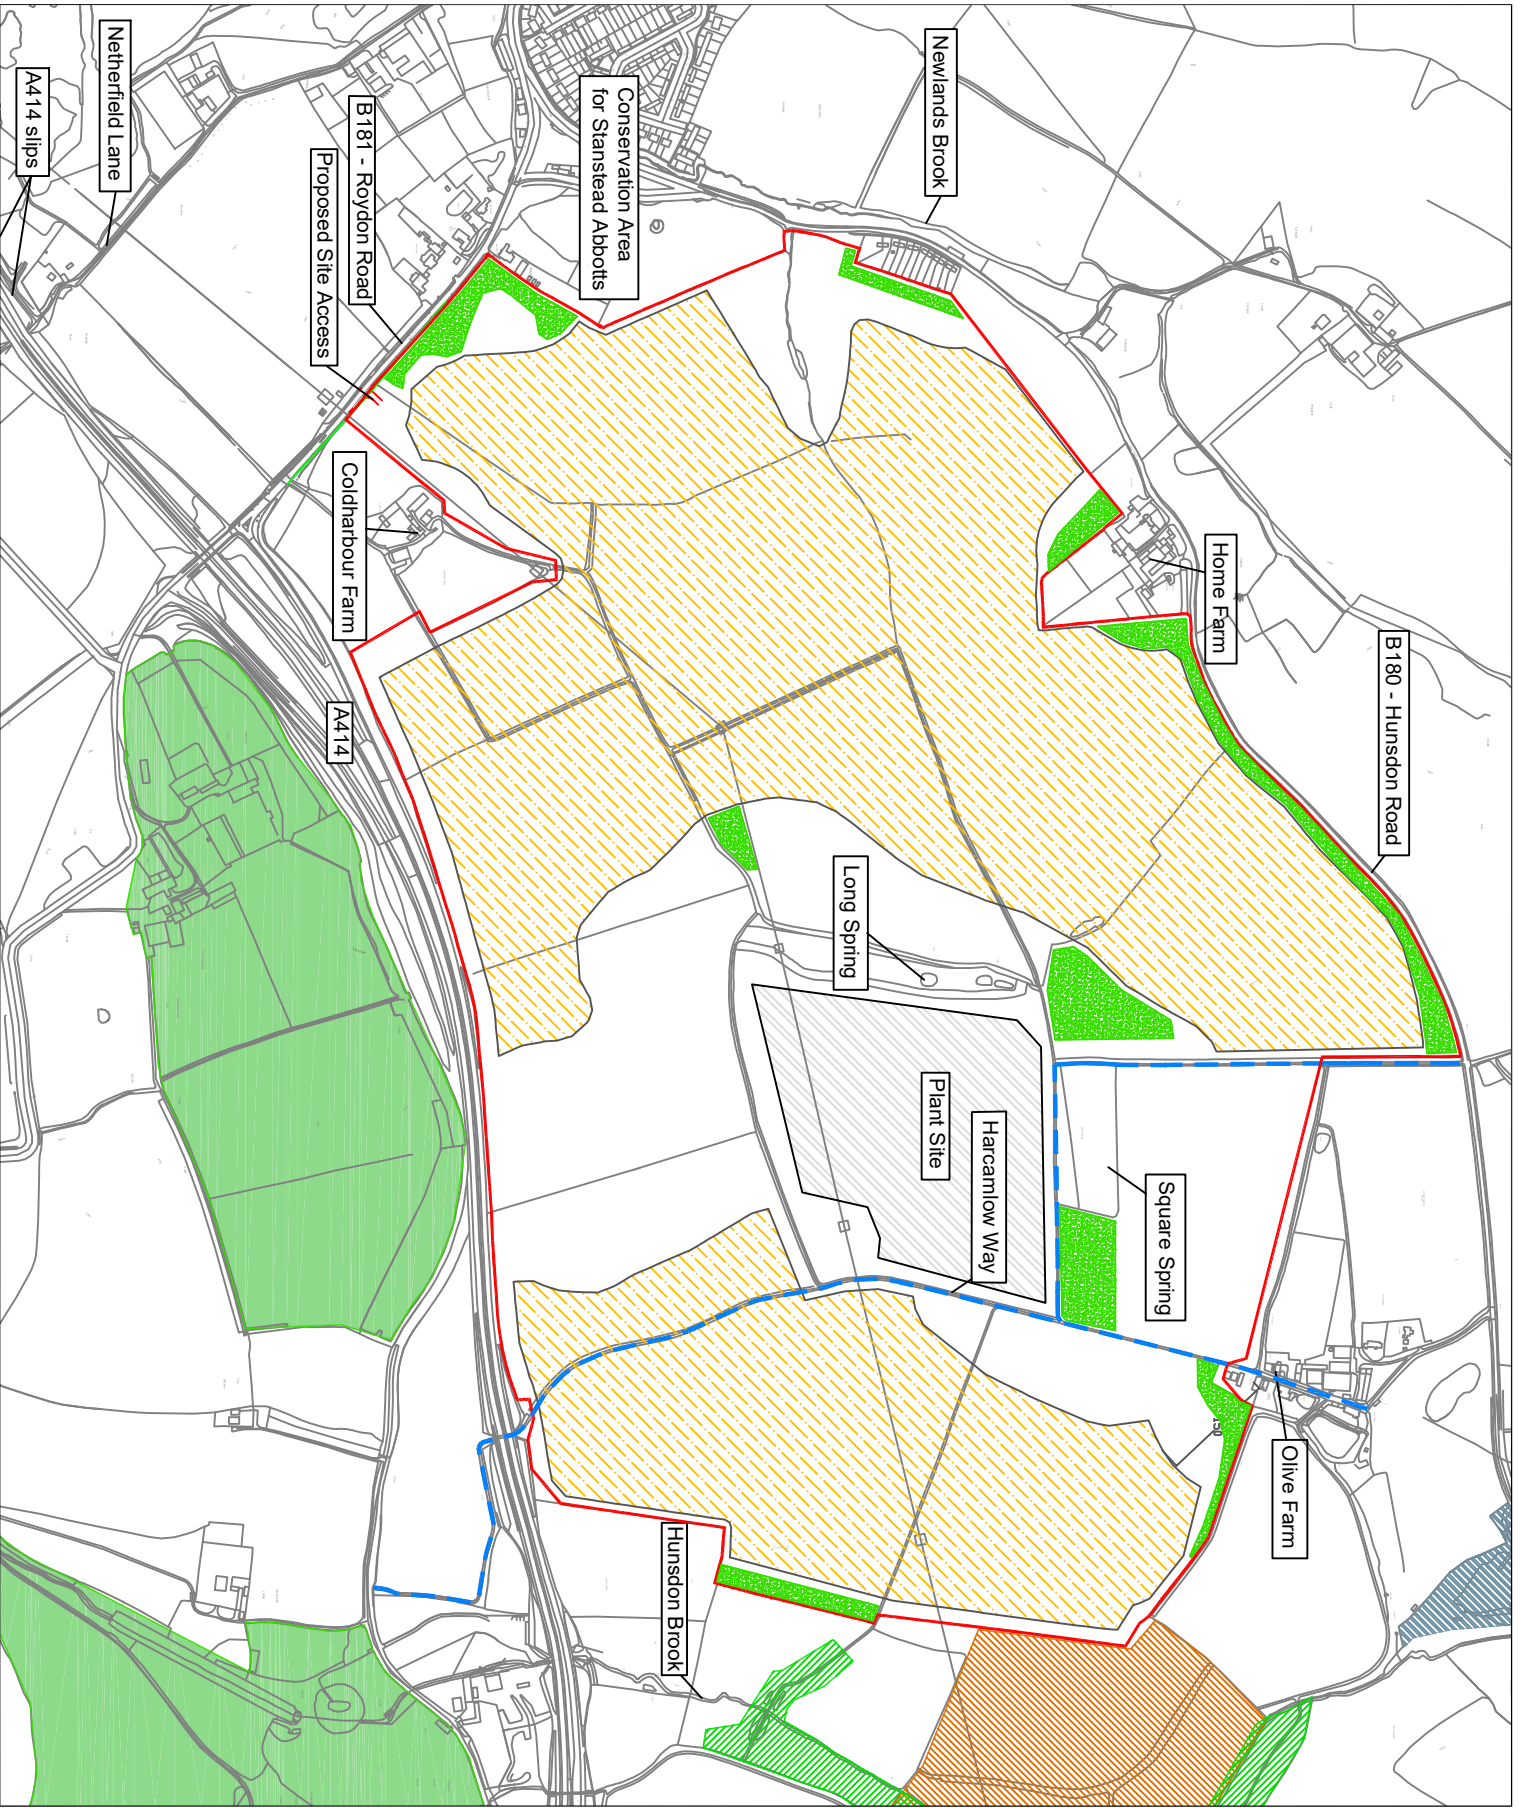 B180 - Hunsdon Road
Olive Farm
Home Farm
Square Spring
150
Harcamlow Way
Newlands Brook
Plant Site
Long Spring
Hunsdon Brook
Conservation Area
for Stanstead Abbotts
B181 - Roydon Road
Proposed Site Access
Coldharbour Farm
A414
Netherfield Lane
A414 slips